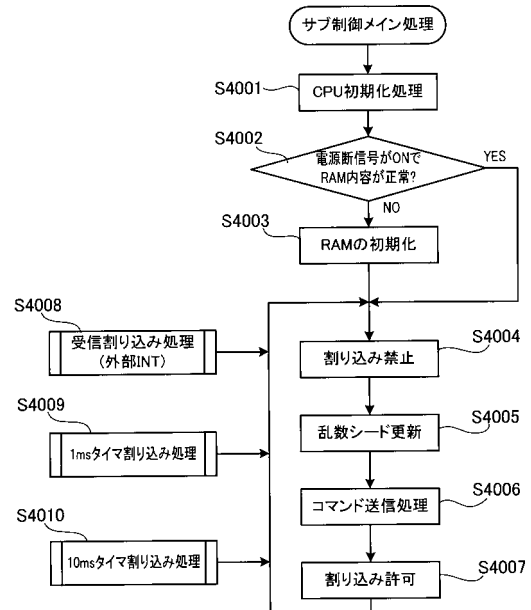 サブ制御メイン処理
S4001
CPU初期化処理
S4002
電源断信号がONで
RAM内容が正常?
YES
NO
S4003
RAMの初期化
S4008
受信割り込み処理
(外部INT)
S4004
割り込み禁止
S4009
1msタイマ割り込み処理
S4005
乱数シード更新
S4006
コマンド送信処理
S4010
10msタイマ割り込み処理
S4007
割り込み許可